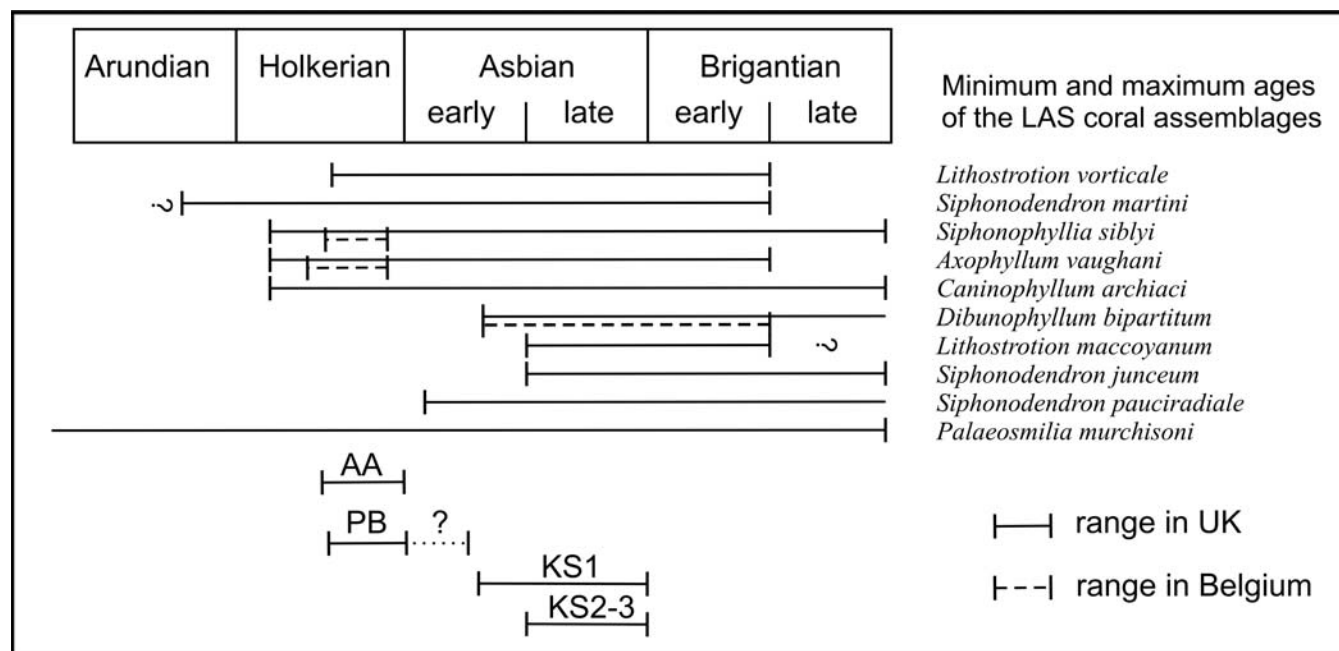 Arundian Holkerian Asbian Brigantian
early late early late
Minimum and maximum ages
of the LAS coral assemblages
Lithostrotion vorticale
? Siphonodendron martini
Siphonophyllia siblyi
Axophyllum vaughani
Caninophyllum archiaci
Dibunophyllum bipartitum
? Lithostrotion maccoyanum
Siphonodendron junceum
Siphonodendron pauciradiale
Palaeosmilia murchisoni
AA
PB ?
KS1
KS2-3
range in UK
range in Belgium